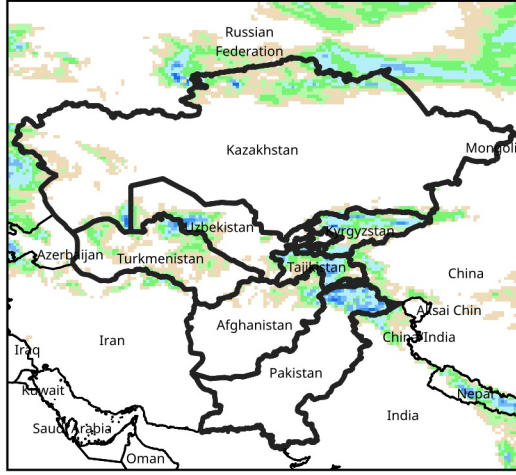 Russian
Federation
Kazakhstan
Mongoli
Uzbekistan
Kyrgyzstan
Azerbaijan
Turkmenistan
Tajikistan
China
Aksai Chin
Afghanistan
China/India
Iran
Iraq
Pakistan
Kuwait
Nepal
India
Saudi Arabia
Oman